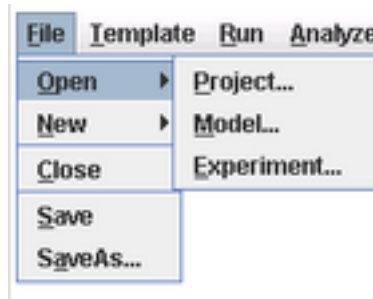 File Template Run Analyze
Open Project...
New Model...
Close Experiment...
Save
SaveAs...